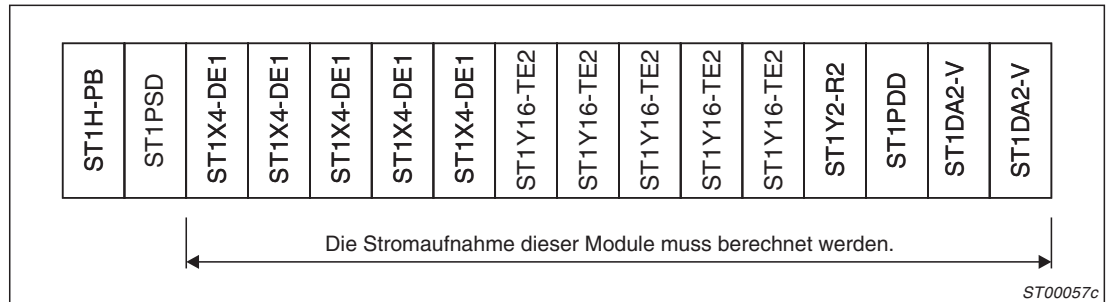 ST1H-PB
ST1PSD
ST1X4-DE1
ST1X4-DE1
ST1X4-DE1
ST1X4-DE1
ST1X4-DE1
ST1Y16-TE2
ST1Y16-TE2
ST1Y16-TE2
ST1Y16-TE2
ST1Y16-TE2
ST1Y2-R2
ST1PDD
ST1DA2-V
ST1DA2-V
Die Stromaufnahme dieser Module muss berechnet werden.
ST00057c